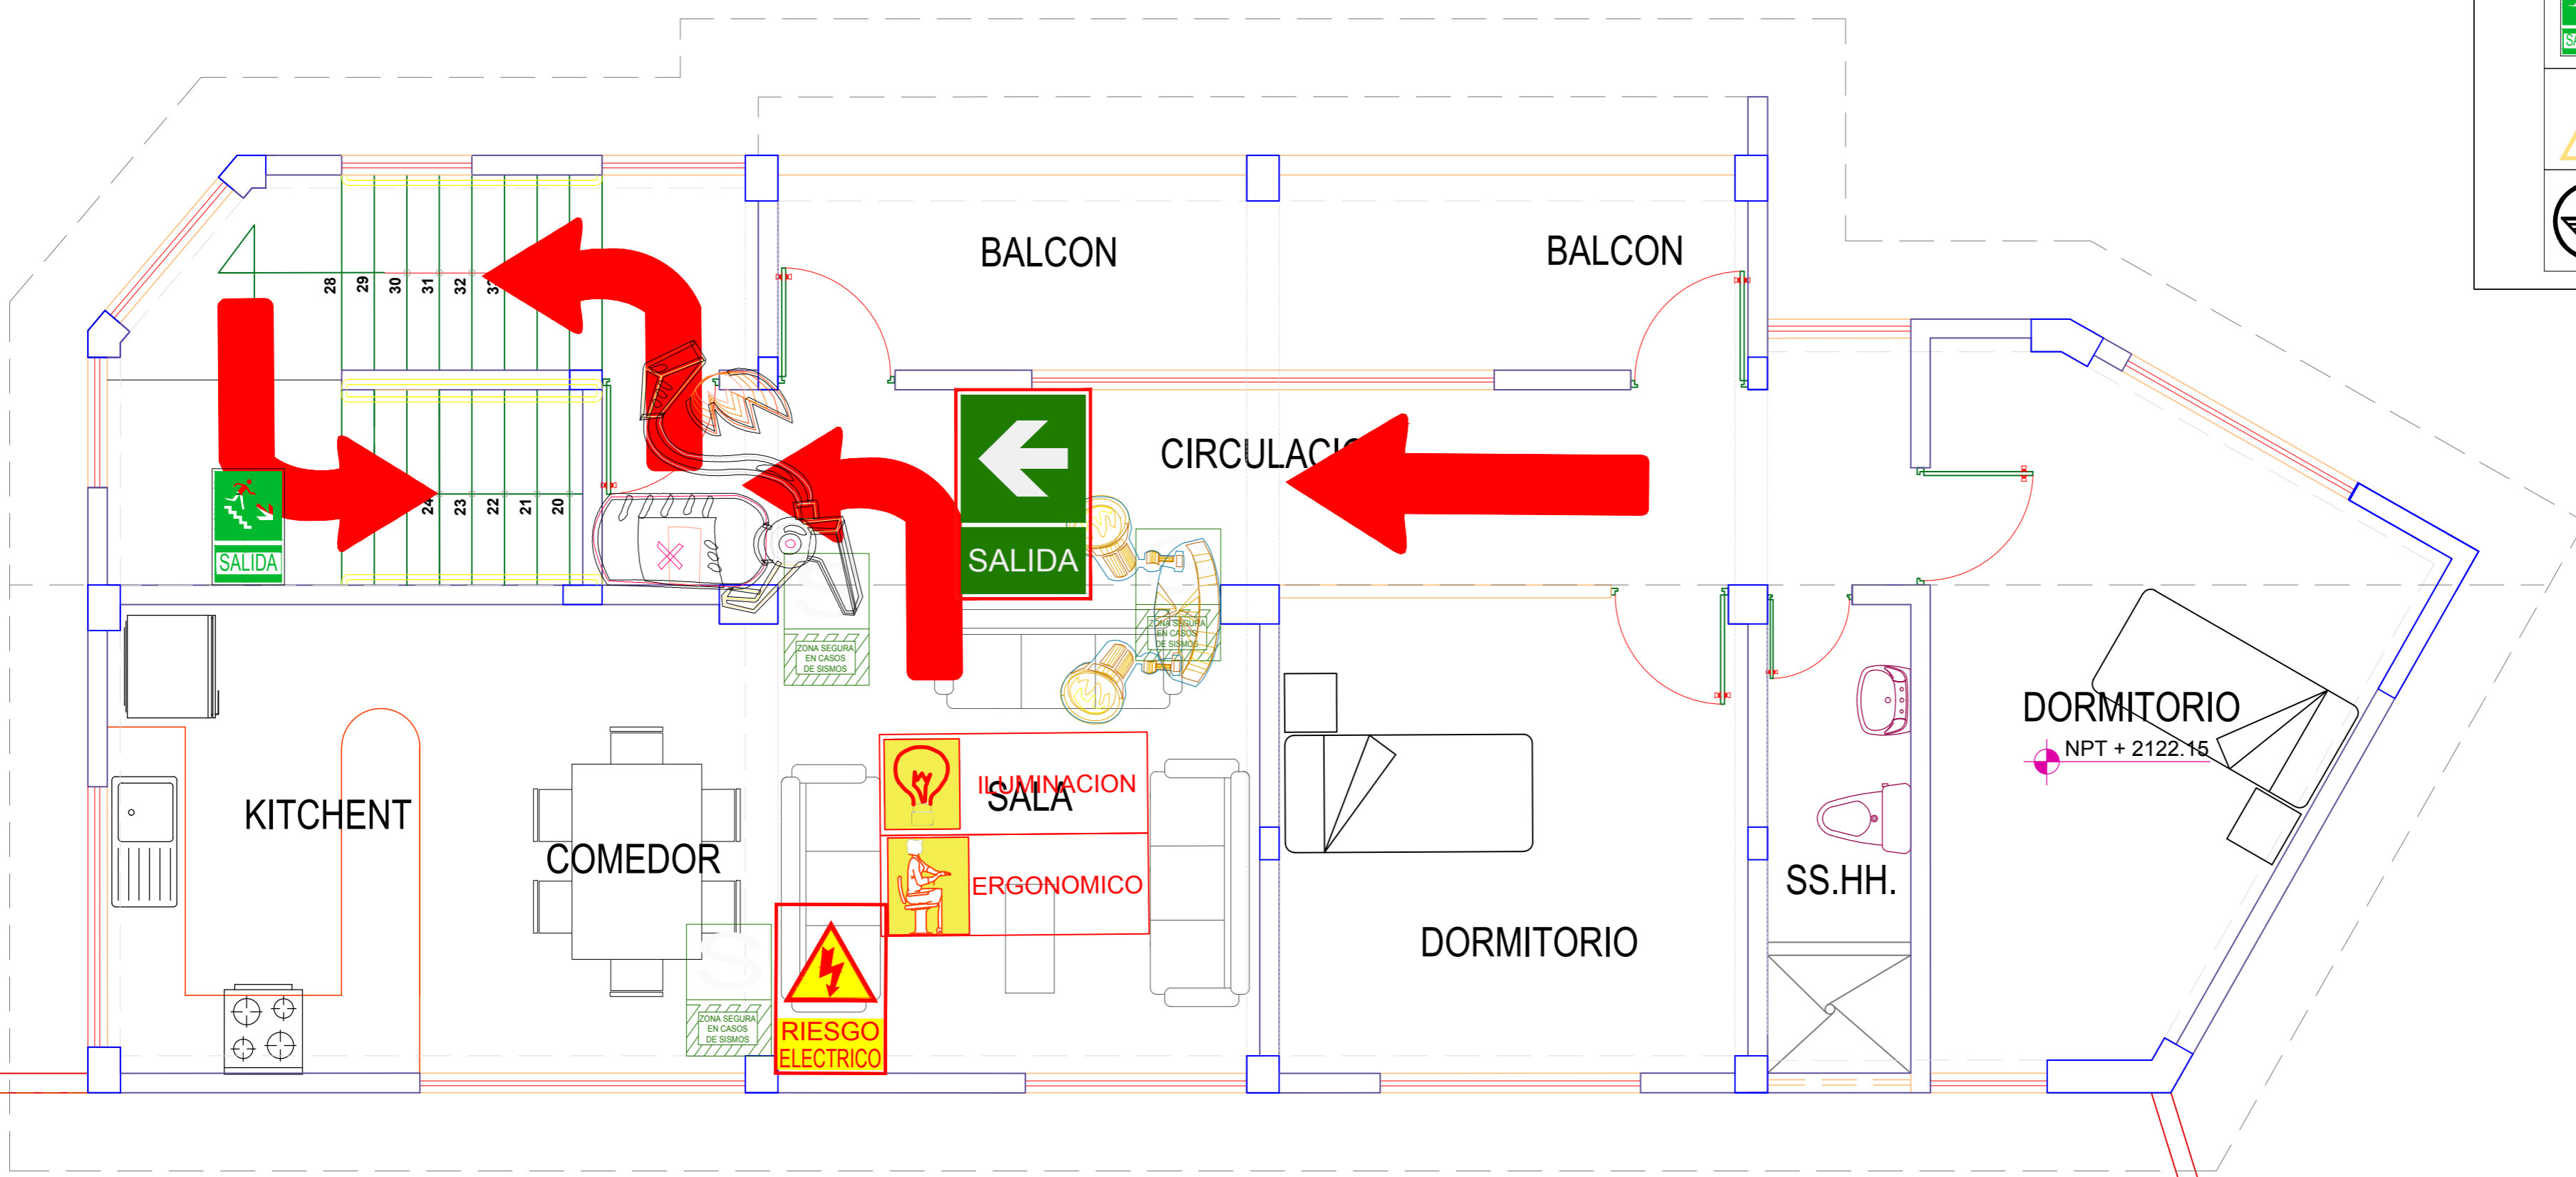 BALCON
BALCON
28
29
30
31
32
CIRCULACIO
24
23
22
21
20
SALIDA
SALIDA
ZONA SEGURA
EN CASOS
DE SISMOS
ZONA SEGURA
EN CASOS
DE SISMOS
S
KITCHENT
COMEDOR
ILUMINACION
SALA
ERGONOMICO
DORMITORIO
NPT + 2122.15
SS.HH.
DORMITORIO
S
ZONA SEGURA
EN CASOS
DE SISMOS
RIESGO
ELECTRICO